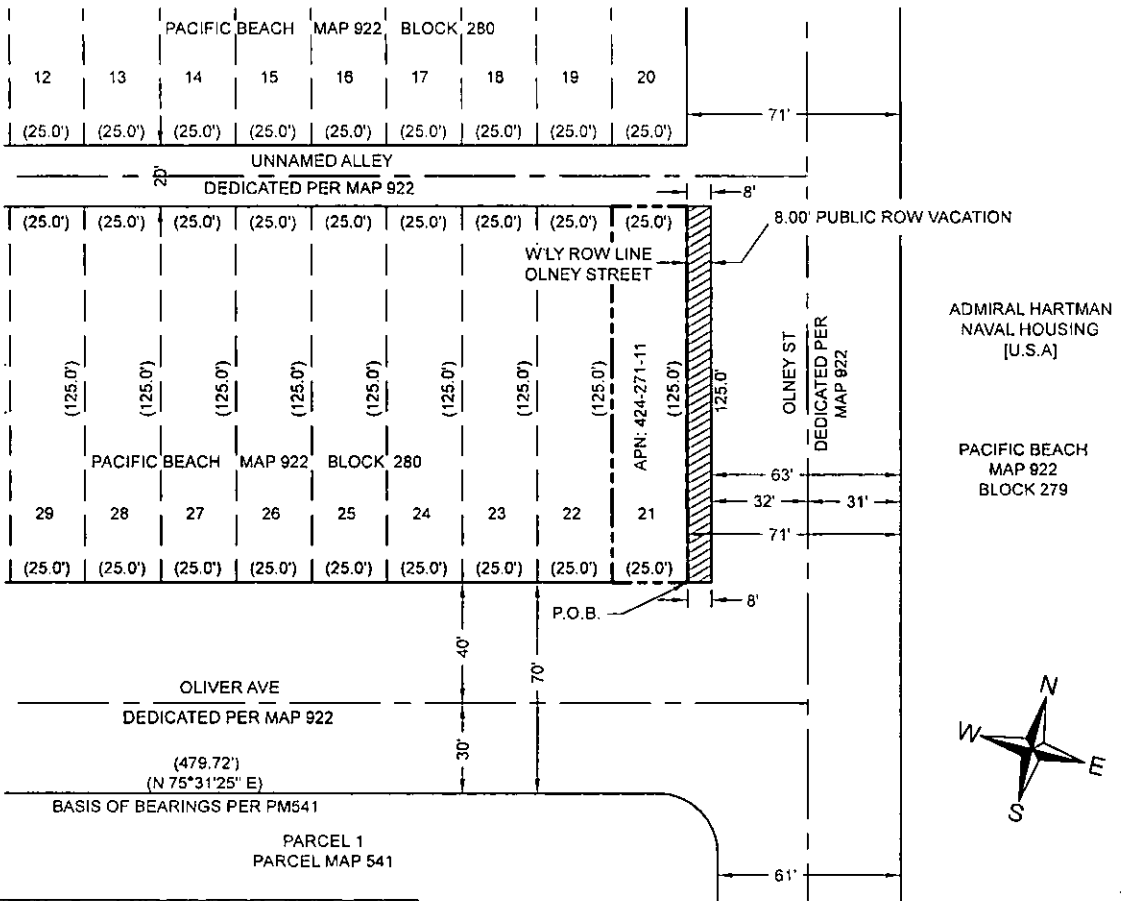 PACIFIC BEACH MAP 922 BLOCK 280
12 13 14 15 16 17 18 19 20
71'
(25.0') (25.0') (25.0') (25.0') (25.0') (25.0') (25.0') (25.0') (25.0')
UNNAMED ALLEY
20'
DEDICATED PER MAP 922
8'
(25.0') (25.0') (25.0') (25.0') (25.0') (25.0') (25.0') (25.0') (25.0')
8.00' PUBLIC ROW VACATION
W'LY ROW LINE
OLNEY STREET
ADMIRAL HARTMAN
NAVAL HOUSING
[U.S.A]
OLNEY ST
DEDICATED PER
MAP 922
(125.0') (125.0') (125.0') (125.0') (125.0') (125.0') (125.0') (125.0') (125.0')
APN: 424-271-11
125.0'
PACIFIC BEACH MAP 922 BLOCK 280
PACIFIC BEACH
MAP 922
BLOCK 279
63'
32' 31'
29 28 27 26 25 24 23 22 21
71'
(25.0') (25.0') (25.0') (25.0') (25.0') (25.0') (25.0') (25.0') (25.0')
8'
P.O.B.
40'
70'
OLIVER AVE
DEDICATED PER MAP 922
30'
(479.72')
(N 75°31'25" E)
BASIS OF BEARINGS PER PM541
PARCEL 1
PARCEL MAP 541
61'
N
W
E
S